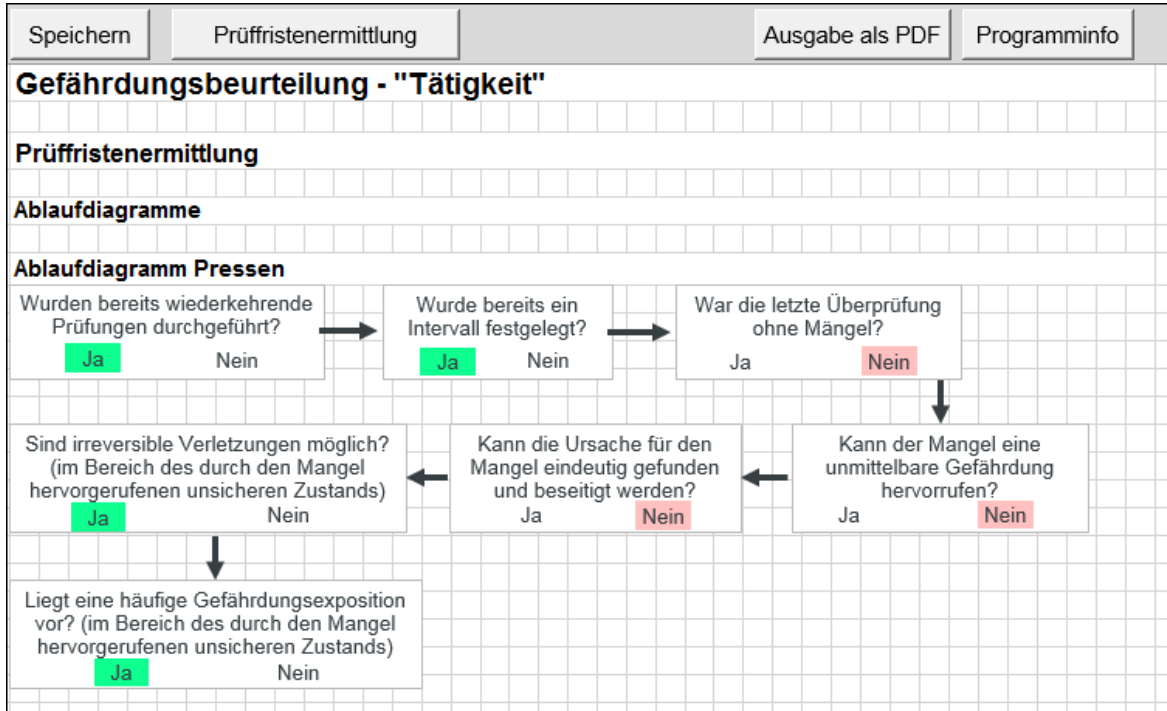 Speichern Prüffristenermittlung Ausgabe als PDF Programminfo
Gefährdungsbeurteilung - "Tätigkeit"
Prüffristenermittlung
Ablaufdiagramme
Ablaufdiagramm Pressen
Wurden bereits wiederkehrende
Prüfungen durchgeführt?
Ja Nein
Wurde bereits ein
Intervall festgelegt?
Ja Nein
War die letzte Überprüfung
ohne Mängel?
Ja Nein
Kann der Mangel eine
unmittelbare Gefährdung
hervorrufen?
Ja Nein
Kann die Ursache für den
Mangel eindeutig gefunden
und beseitigt werden?
Ja Nein
Sind irreversible Verletzungen möglich?
(im Bereich des durch den Mangel
hervorgerufenen unsicheren Zustands)
Ja Nein
Liegt eine häufige Gefährdungsexposition
vor? (im Bereich des durch den Mangel
hervorgerufenen unsicheren Zustands)
Ja Nein